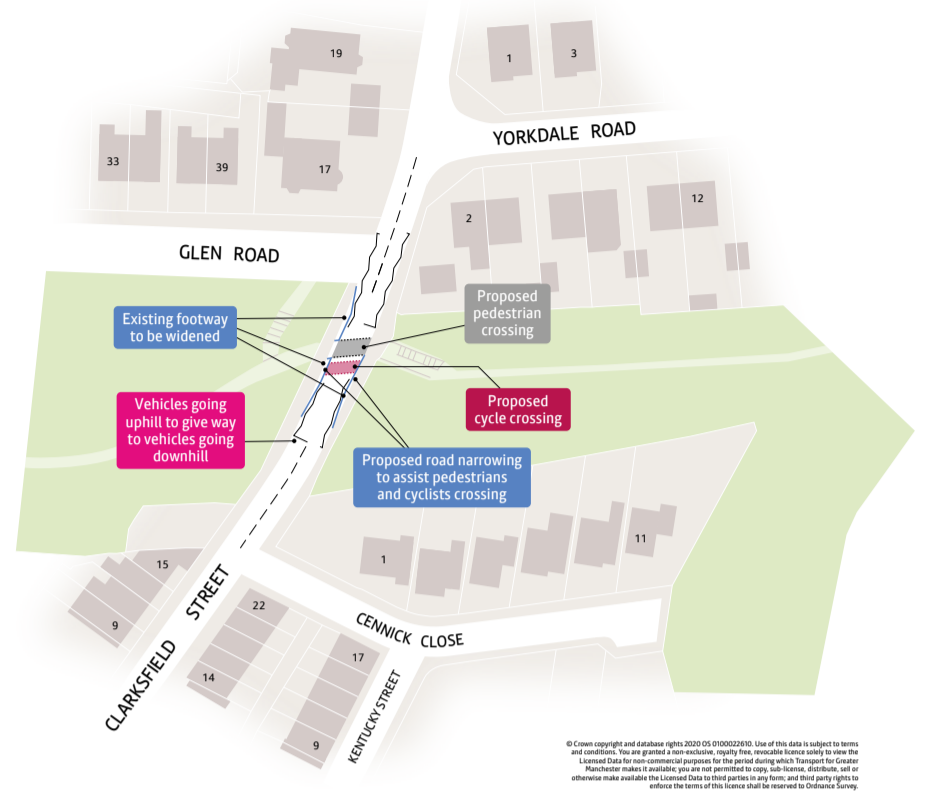 19
1
3
YORKDALE ROAD
33
39
17
2
12
GLEN ROAD
Existing footway
to be widened
Proposed
pedestrian
crossing
Vehicles going
uphill to give way
to vehicles going
downhill
Proposed
cycle crossing
Proposed road narrowing
to assist pedestrians
and cyclists crossing
15
9
1
11
CLARKSFIELD STREET
22
14
CENNICK CLOSE
17
9
KENTUCKY STREET
© Crown copyright and database rights 2020 OS 0100022610. Use of this data is subject to terms
and conditions. You are granted a non-exclusive, royalty free, revocable licence solely to view the
Licensed Data for non-commercial purposes for the period during which Transport for Greater
Manchester makes it available; you are not permitted to copy, sub-license, distribute, sell or
otherwise make available the Licensed Data to third parties in any form; and third party rights to
enforce the terms of this licence shall be reserved to Ordnance Survey.